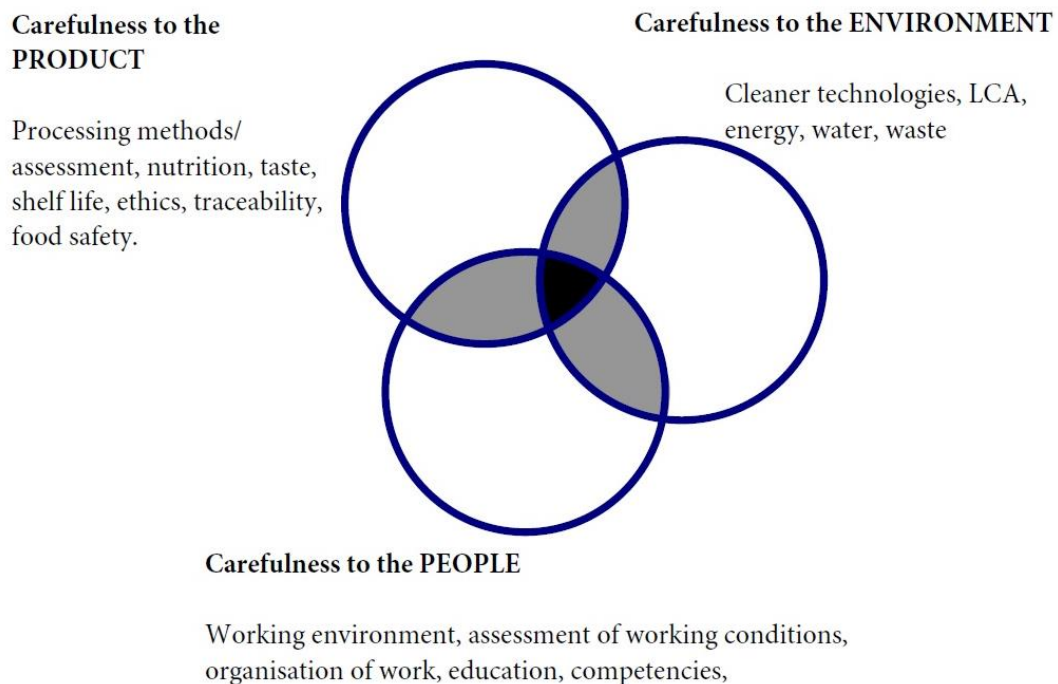 Carefulness to the
PRODUCT
Processing methods/
assessment, nutrition, taste,
shelf life, ethics, traceability,
food safety.
Carefulness to the ENVIRONMENT
Cleaner technologies, LCA,
energy, water, waste
Carefulness to the PEOPLE
Working environment, assessment of working conditions,
organisation of work, education, competencies,